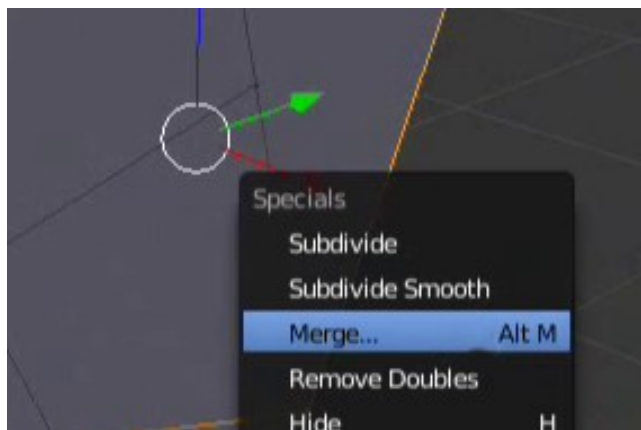 Specials
Subdivide
Subdivide Smooth
Merge... Alt M
Remove Doubles
Hide H